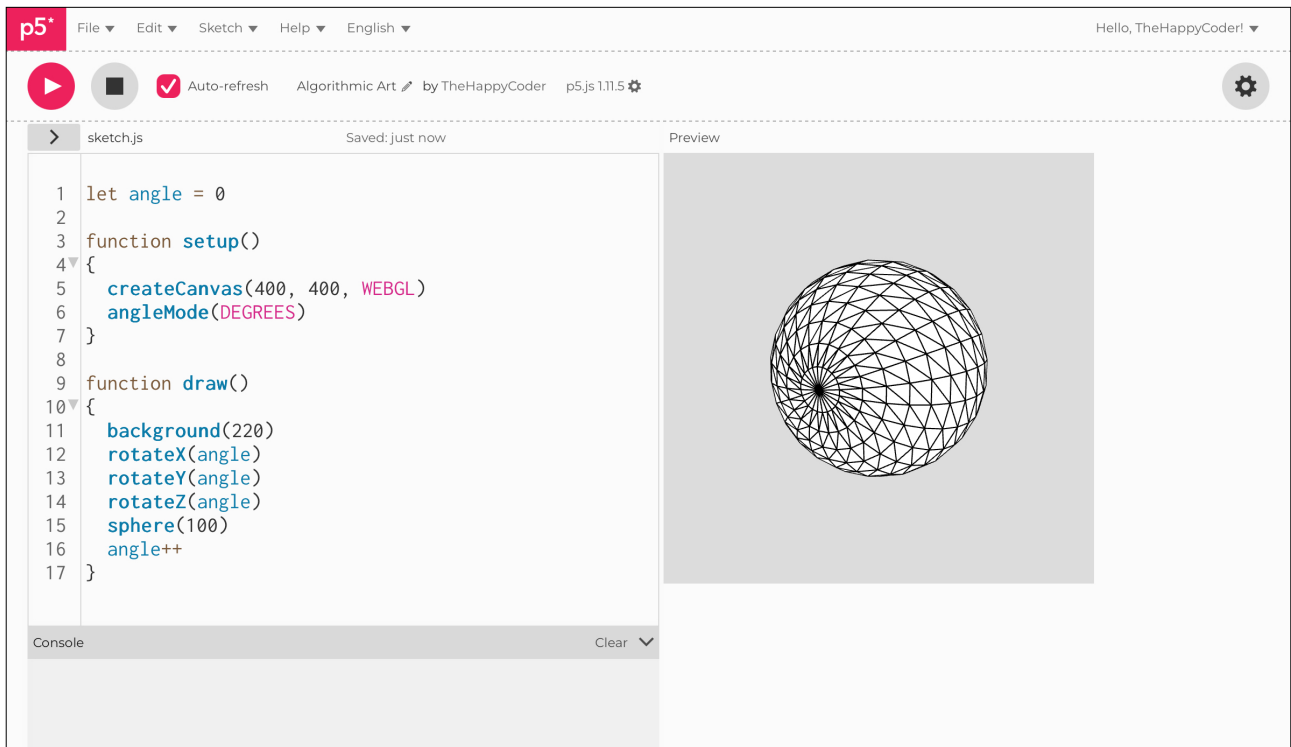 p5* File Edit Sketch Help English Hello, TheHappyCoder!
Auto-refresh Algorithmic Art by TheHappyCoder p5.js 1.11.5
sketch.js Saved: just now Preview
1 let angle = 0
2
3 function setup()
4 {
5   createCanvas(400, 400, WEBGL)
6   angleMode(DEGREES)
7 }
8
9 function draw()
10 {
11   background(220)
12   rotateX(angle)
13   rotateY(angle)
14   rotateZ(angle)
15   sphere(100)
16   angle++
17 }
Console Clear